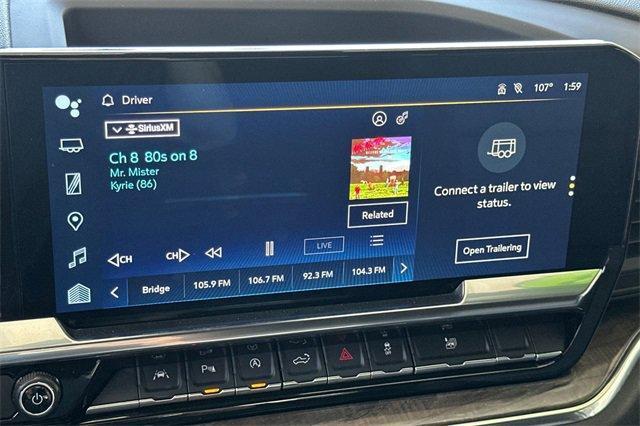 Driver
107° 1:59
SiriusXM
Ch 8 80s on 8
Mr. Mister
Kyrie (86)
Related
Connect a trailer to view
status.
Open Trailering
CH CH LIVE
Bridge 105.9 FM 106.7 FM 92.3 FM 104.3 FM